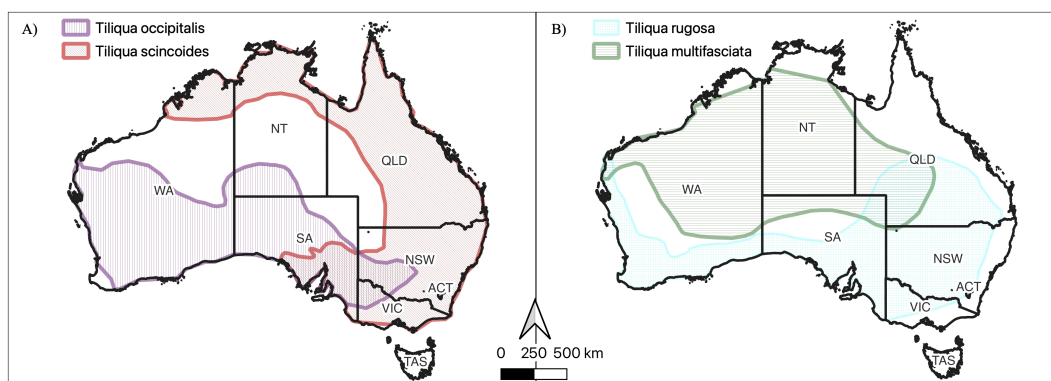 A)
Tiliqua occipitalis
Tiliqua scincoides
NT
QLD
WA
SA
NSW
ACT
VIC
TAS
B)
Tiliqua rugosa
Tiliqua multifasciata
NT
QLD
WA
SA
NSW
ACT
VIC
TAS
0 250 500 km